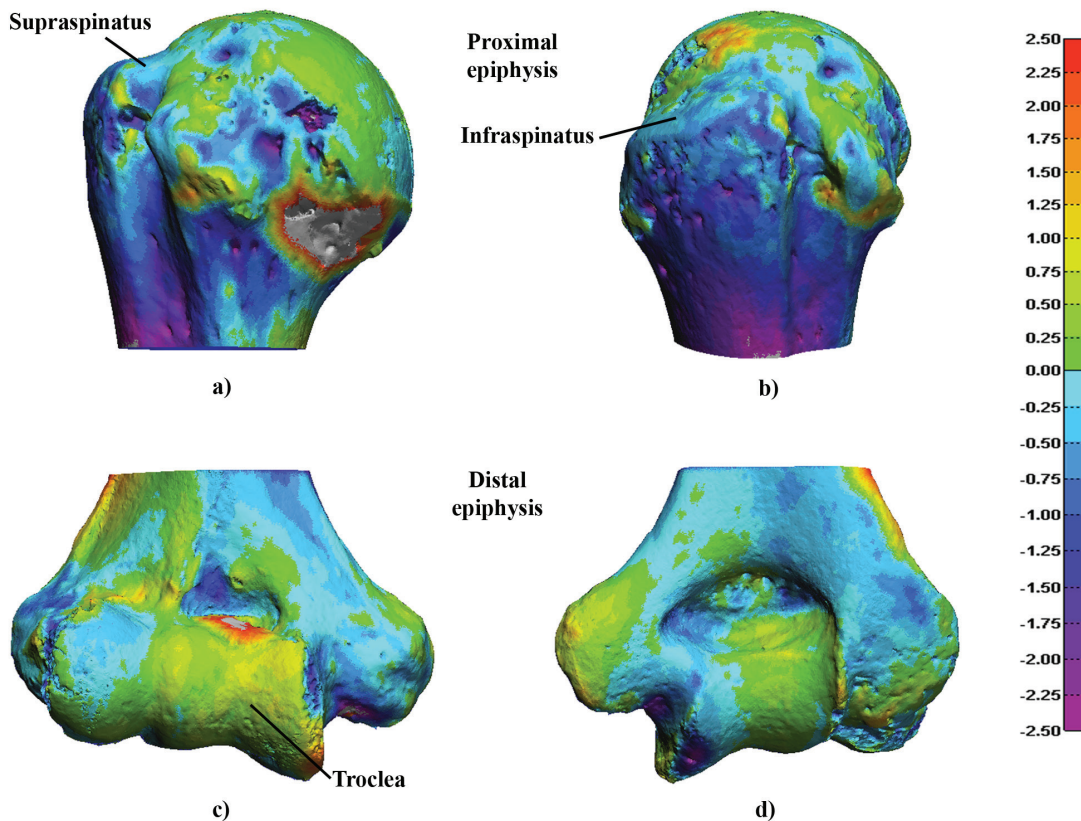 Supraspinatus
Proximal
epiphysis
Infraspinatus
a)
b)
Distal
epiphysis
Troclea
c)
d)
2.50
2.25
2.00
1.75
1.50
1.25
1.00
0.75
0.50
0.25
0.00
-0.25
-0.50
-0.75
-1.00
-1.25
-1.50
-1.75
-2.00
-2.25
-2.50